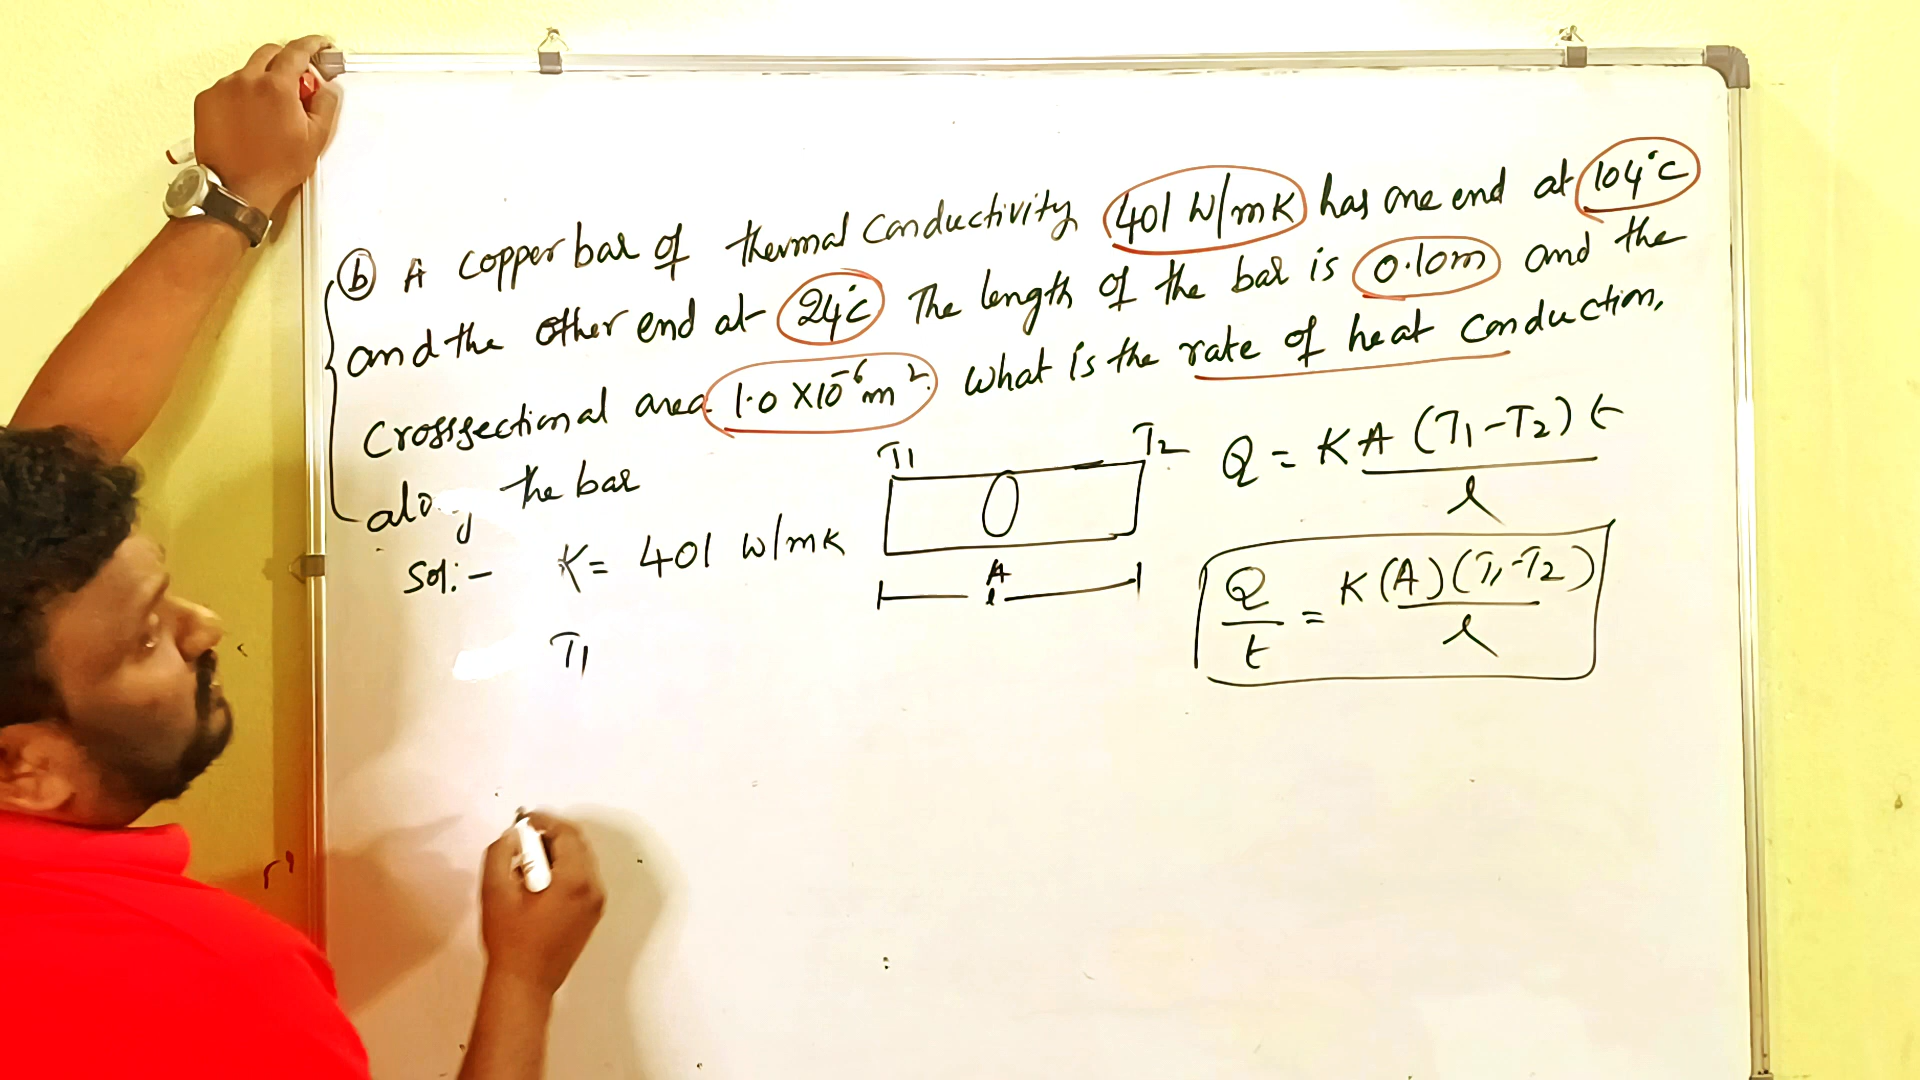 ⓑ A copper bar of thermal conductivity 401 W/mK has one end at 104°C
and the other end at 24°C The length of the bar is 0.10m and the
Crosssectional area 1.0 X10⁻⁶m². What is the rate of heat conduction,
along the bar
Sol:- K= 401 W/mK
T1
T1 T2
A
l
Q = KA (T1-T2) t
l
Q/t = K(A)(T1-T2)
l